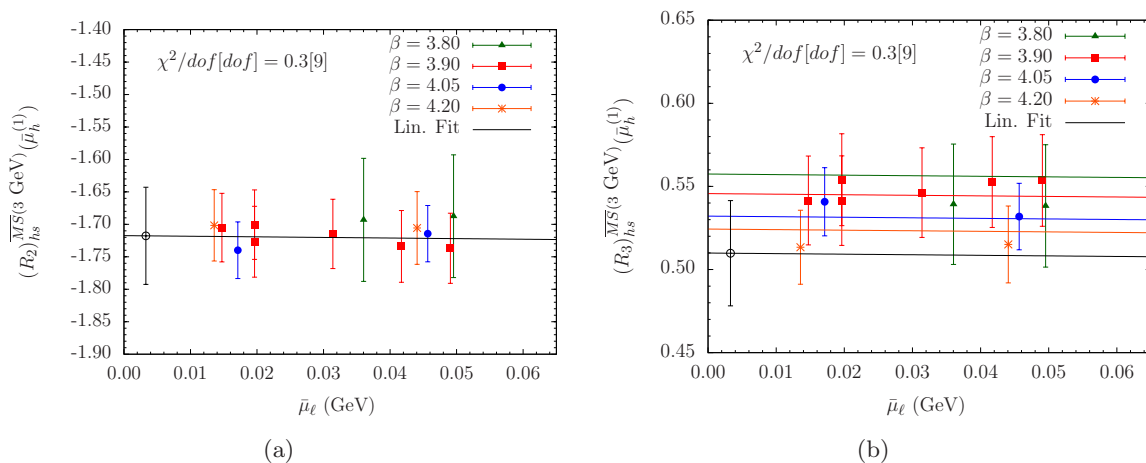 -1.40
-1.45
-1.50
-1.55
-1.60
-1.65
-1.70
-1.75
-1.80
-1.85
-1.90
(R₂)ₕₛ^{\overline{MS}(3 GeV)}(μ̄ₕ^{(1)})
χ²/dof[dof] = 0.3[9]
β = 3.80
β = 3.90
β = 4.05
β = 4.20
Lin. Fit
0.00 0.01 0.02 0.03 0.04 0.05 0.06
μ̄_ℓ (GeV)
(a)
0.65
0.60
0.55
0.50
0.45
(R₃)ₕₛ^{\overline{MS}(3 GeV)}(μ̄ₕ^{(1)})
χ²/dof[dof] = 0.3[9]
β = 3.80
β = 3.90
β = 4.05
β = 4.20
Lin. Fit
0.00 0.01 0.02 0.03 0.04 0.05 0.06
μ̄_ℓ (GeV)
(b)